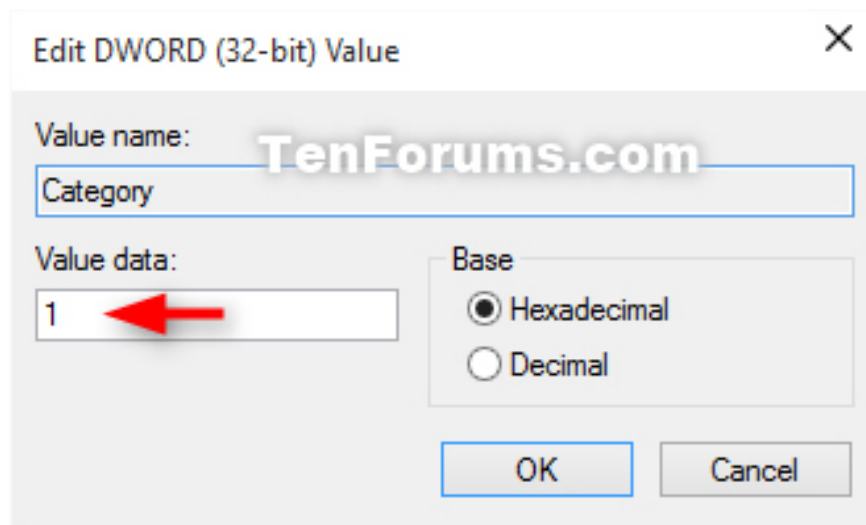 Edit DWORD (32-bit) Value
Value name:
TenForums.com
Category
Value data:
1
Base
Hexadecimal
Decimal
OK
Cancel